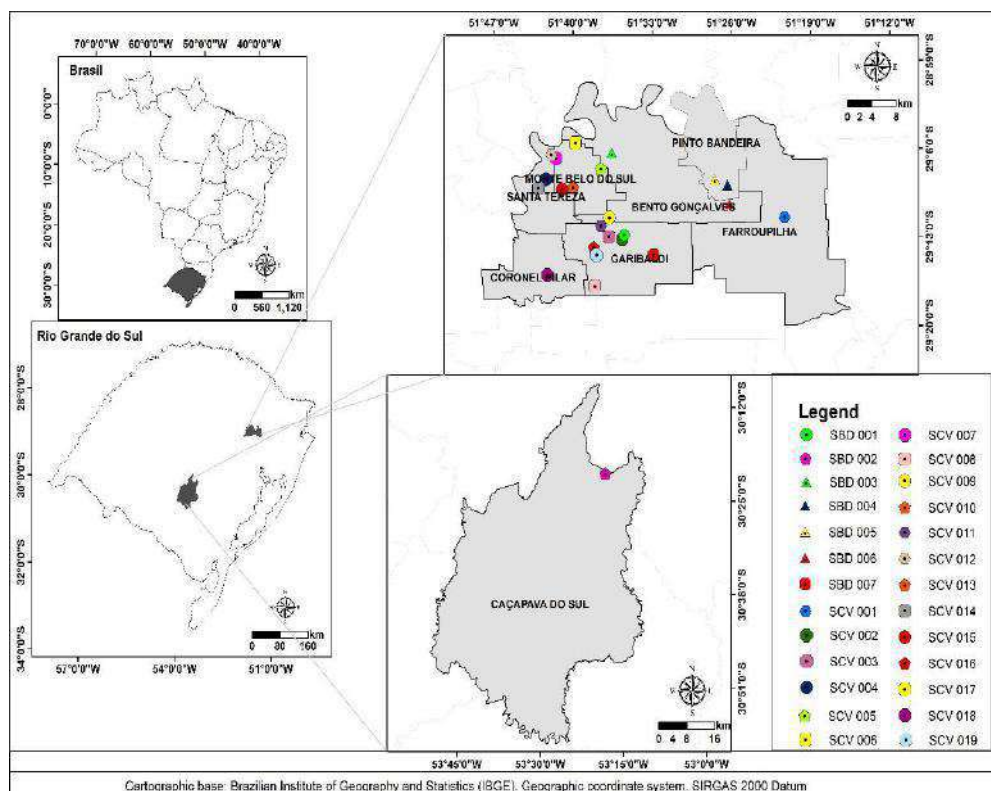 70°0'0"W 60°0'0"W 50°0'0"W 40°0'0"W
Brasil
0°0'0"S
10°0'0"S
20°0'0"S
30°0'0"S
N
W E
S
km
0 560 1,120
51°47'0"W 51°40'0"W 51°33'0"W 51°26'0"W 51°19'0"W 51°12'0"W
28°59'0"S
29°6'0"S
29°13'0"S
29°20'0"S
N
W E
S
km
0 2 4 8
PINTO BANDEIRA
MONTE BELO DO SUL
SANTA TEREZA
BENTO GONÇALVES
FARROUPILHA
GARIBALDI
CORONEL PILAR
Rio Grande do Sul
28°0'0"S
30°0'0"S
32°0'0"S
34°0'0"S
N
W E
S
km
0 80 160
57°0'0"W 54°0'0"W 51°0'0"W
30°12'0"S
30°25'0"S
30°38'0"S
30°51'0"S
CAÇAPAVA DO SUL
N
W E
S
km
0 4 8 16
53°45'0"W 53°30'0"W 53°15'0"W 53°0'0"W
Legend
SBD 001
SBD 002
SBD 003
SBD 004
SBD 005
SBD 006
SBD 007
SCV 001
SCV 002
SCV 003
SCV 004
SCV 005
SCV 006
SCV 007
SCV 008
SCV 009
SCV 010
SCV 011
SCV 012
SCV 013
SCV 014
SCV 015
SCV 016
SCV 017
SCV 018
SCV 019
Cartographic base: Brazilian Institute of Geography and Statistics (IBGE). Geographic coordinate system. SIRGAS 2000 Datum